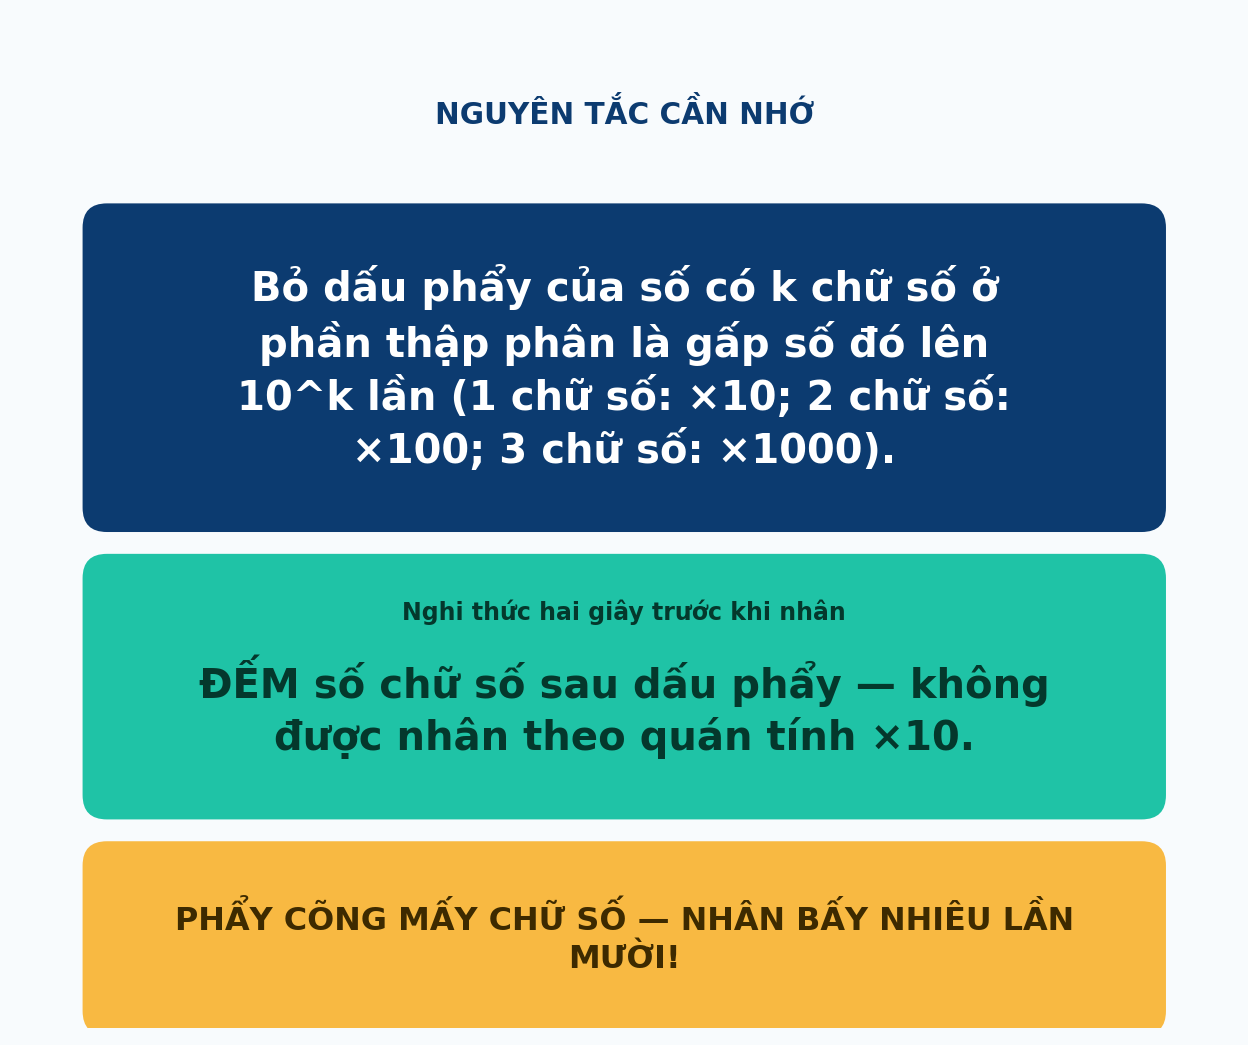 NGUYÊN TẮC CẦN NHỚ
Bỏ dấu phẩy của số có k chữ số ở
phần thập phân là gấp số đó lên
10^k lần (1 chữ số: ×10; 2 chữ số:
×100; 3 chữ số: ×1000).
Nghi thức hai giây trước khi nhân
ĐẾM số chữ số sau dấu phẩy — không
được nhân theo quán tính ×10.
PHẨY CÕNG MẤY CHỮ SỐ — NHÂN BẤY NHIÊU LẦN
MƯỜI!